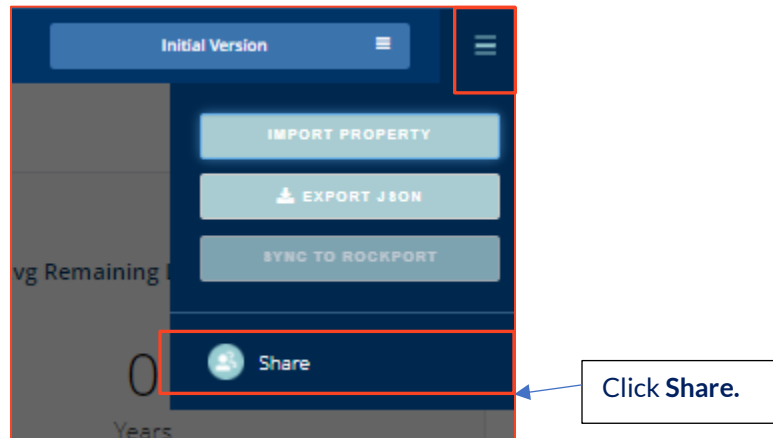 Initial Version
IMPORT PROPERTY
EXPORT JSON
SYNC TO ROCKPORT
vg Remaining
0
Share
Years
Click Share.